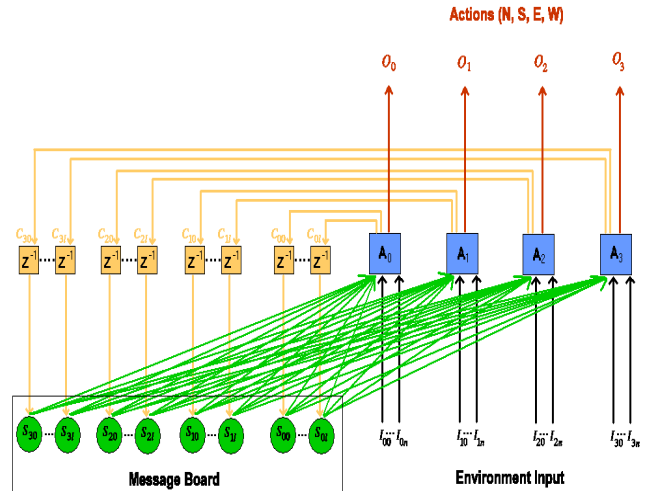 Actions (N, S, E, W)
O0 O1 O2 O3
C30 C3l C20 C2l C10 C1l C00 C0l
z-1 ... z-1 z-1 ... z-1 z-1 ... z-1 z-1 ... z-1
A0 A1 A2 A3
S30 ... S3l S20 ... S2l S10 ... S1l S00 ... S0l
I00 ... I0n I10 ... I1n I20 ... I2n I30 ... I3n
Message Board
Environment Input